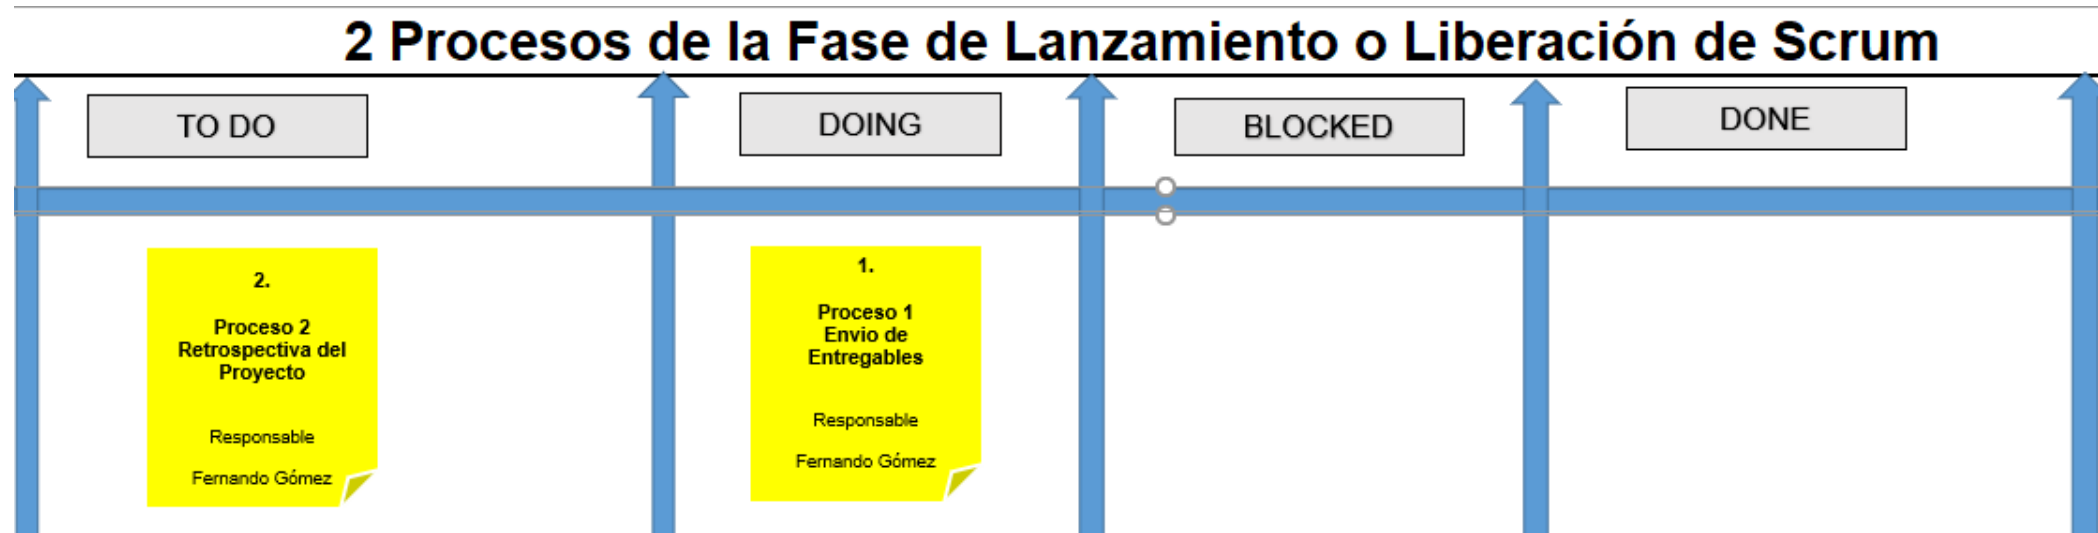 2 Procesos de la Fase de Lanzamiento o Liberación de Scrum
TO DO
DOING
BLOCKED
DONE
2.
Proceso 2
Retrospectiva del
Proyecto
Responsable
Fernando Gómez
1.
Proceso 1
Envio de
Entregables
Responsable
Fernando Gómez